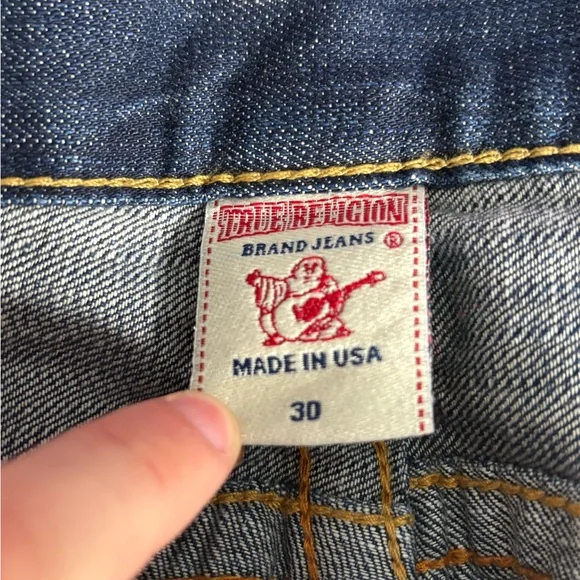 TRUE RELIGION
BRAND JEANS ®
MADE IN USA
30